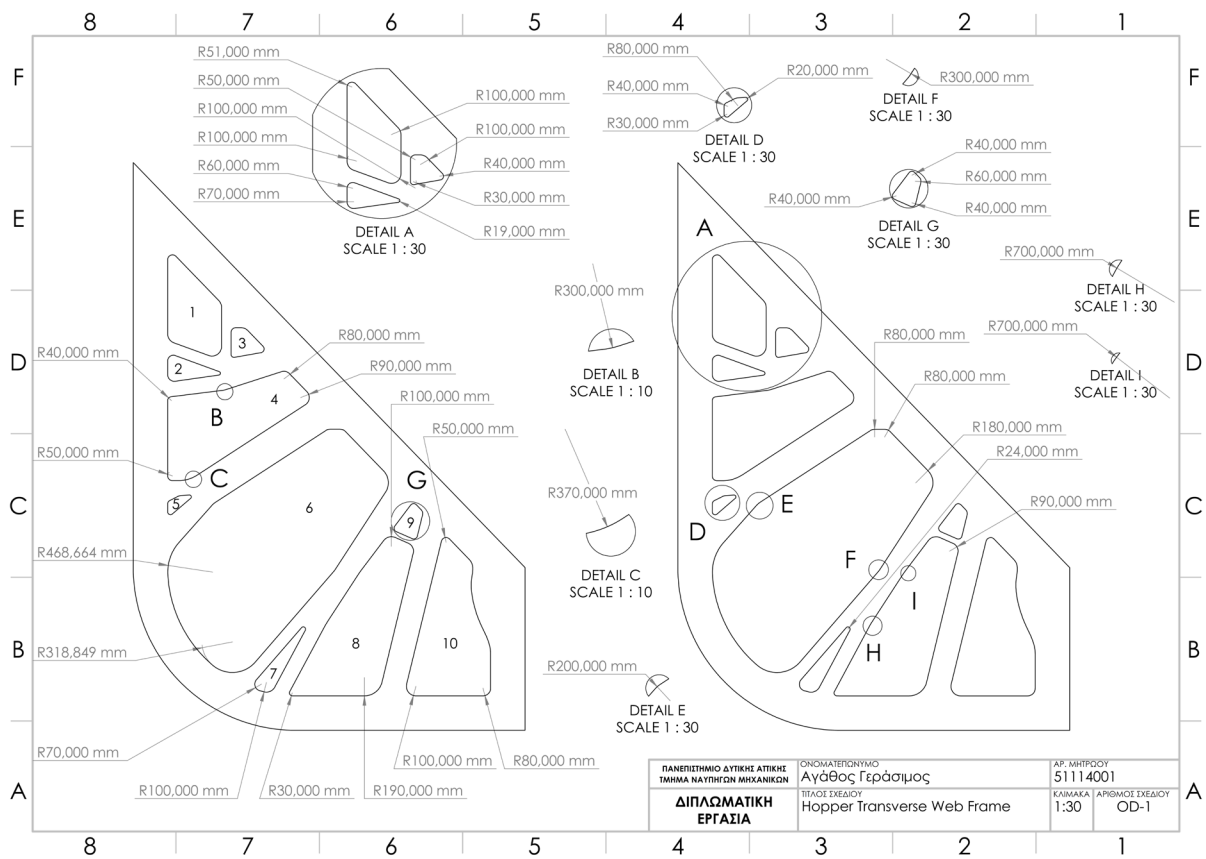 8 7 6 5 4 3 2 1
F
E
D
C
B
A
F
E
D
C
B
A
R51,000 mm
R50,000 mm
R100,000 mm
R100,000 mm
R60,000 mm
R70,000 mm
R100,000 mm
R100,000 mm
R40,000 mm
R30,000 mm
R19,000 mm
DETAIL A
SCALE 1 : 30
R80,000 mm
R40,000 mm
R30,000 mm
R20,000 mm
DETAIL D
SCALE 1 : 30
R300,000 mm
DETAIL F
SCALE 1 : 30
R40,000 mm
R60,000 mm
R40,000 mm
R40,000 mm
DETAIL G
SCALE 1 : 30
R700,000 mm
DETAIL H
SCALE 1 : 30
R700,000 mm
DETAIL I
SCALE 1 : 30
R300,000 mm
DETAIL B
SCALE 1 : 10
R370,000 mm
DETAIL C
SCALE 1 : 10
R200,000 mm
DETAIL E
SCALE 1 : 30
1
2
3
4
5
6
7
8
9
10
B
C
G
R40,000 mm
R80,000 mm
R90,000 mm
R100,000 mm
R50,000 mm
R50,000 mm
R468,664 mm
R318,849 mm
R70,000 mm
R100,000 mm
R30,000 mm
R190,000 mm
R100,000 mm
R80,000 mm
A
D
E
F
H
I
R80,000 mm
R80,000 mm
R180,000 mm
R24,000 mm
R90,000 mm
ΠΑΝΕΠΙΣΤΗΜΙΟ ΔΥΤΙΚΗΣ ΑΤΤΙΚΗΣ
ΤΜΗΜΑ ΝΑΥΠΗΓΩΝ ΜΗΧΑΝΙΚΩΝ
ΟΝΟΜΑΤΕΠΩΝΥΜΟ
Αγάθος Γεράσιμος
ΑΡ. ΜΗΤΡΩΟΥ
51114001
ΔΙΠΛΩΜΑΤΙΚΗ
ΕΡΓΑΣΙΑ
ΤΙΤΛΟΣ ΣΧΕΔΙΟΥ
Hopper Transverse Web Frame
ΚΛΙΜΑΚΑ
1:30
ΑΡΙΘΜΟΣ ΣΧΕΔΙΟΥ
OD-1
8 7 6 5 4 3 2 1